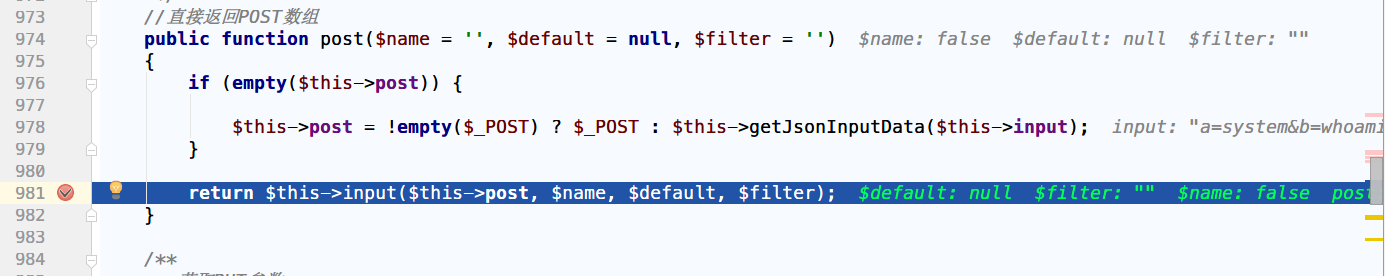 973 //直接返回POST数组
974 public function post($name = '', $default = null, $filter = '') $name: false $default: null $filter: ""
975 {
976 if (empty($this->post)) {
977
978 $this->post = !empty($_POST) ? $_POST : $this->getJsonInputData($this->input); input: "a=system&b=whoami
979 }
980
981 return $this->input($this->post, $name, $default, $filter); $default: null $filter: "" $name: false post
982 }
983
984 /**